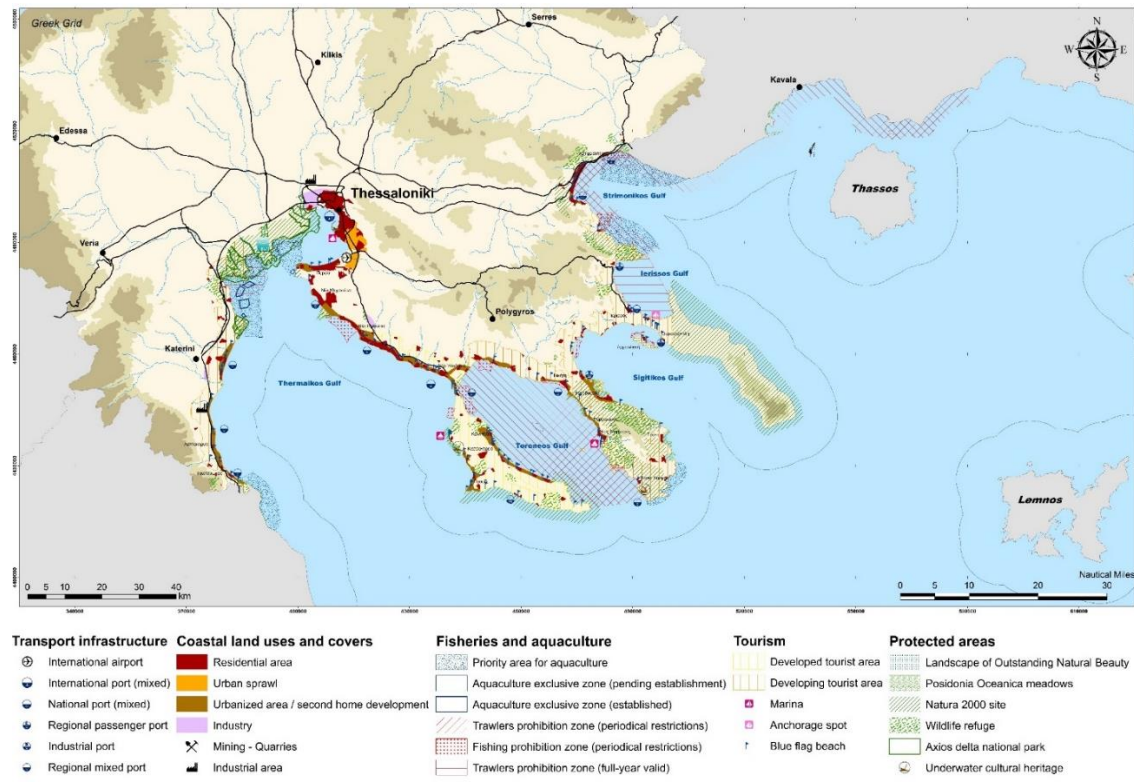 Greek Grid
Serres
Kilkis
Kavala
N
W E
S
Edessa
Thessaloniki
Thassos
Strimonikos Gulf
Veria
Ierissos Gulf
Polygyros
Katerini
Thermaikos Gulf
Sigitikos Gulf
Toroneos Gulf
Lemnos
Nautical Miles
0 5 10 20 30 40
km
0 5 10 20 30
Transport infrastructure
International airport
International port (mixed)
National port (mixed)
Regional passenger port
Industrial port
Regional mixed port
Coastal land uses and covers
Residential area
Urban sprawl
Urbanized area / second home development
Industry
Mining - Quarries
Industrial area
Fisheries and aquaculture
Priority area for aquaculture
Aquaculture exclusive zone (pending establishment)
Aquaculture exclusive zone (established)
Trawlers prohibition zone (periodical restrictions)
Fishing prohibition zone (periodical restrictions)
Trawlers prohibition zone (full-year valid)
Tourism
Developed tourist area
Developing tourist area
Marina
Anchorage spot
Blue flag beach
Protected areas
Landscape of Outstanding Natural Beauty
Posidonia Oceanica meadows
Natura 2000 site
Wildlife refuge
Axios delta national park
Underwater cultural heritage